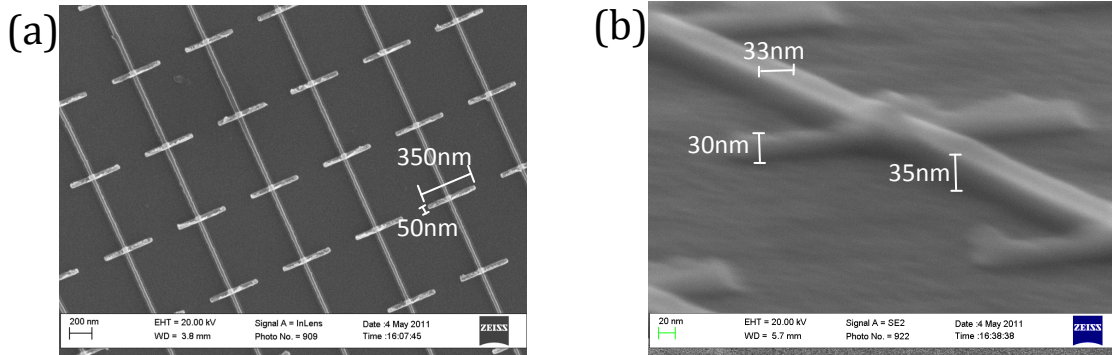 (a)
350nm
50nm
200 nm
EHT = 20.00 kV
WD = 3.8 mm
Signal A = InLens
Photo No. = 909
Date :4 May 2011
Time :16:07:45
ZEISS
(b)
33nm
30nm
35nm
20 nm
EHT = 20.00 kV
WD = 5.7 mm
Signal A = SE2
Photo No. = 922
Date :4 May 2011
Time :16:38:38
ZEISS